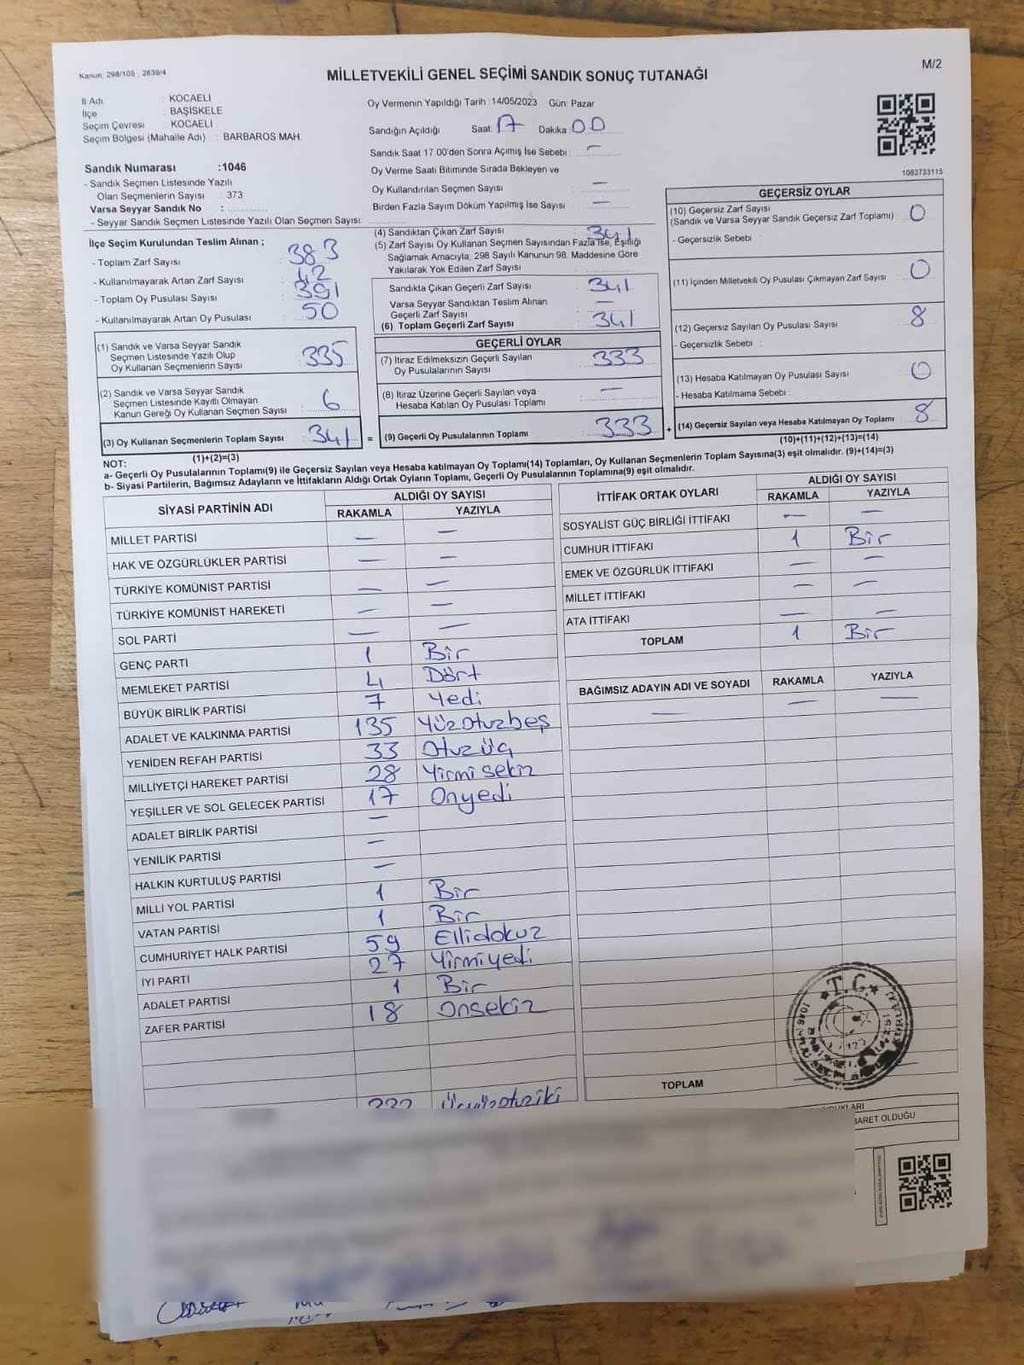 Kanun: 298/105 , 2839/4
MİLLETVEKİLİ GENEL SEÇİMİ SANDIK SONUÇ TUTANAĞI
M/2
İl Adı : KOCAELİ
İlçe : BAŞİSKELE
Seçim Çevresi : KOCAELİ
Seçim Bölgesi (Mahalle Adı) : BARBAROS MAH.
Oy Vermenin Yapıldığı Tarih :14/05/2023 Gün: Pazar
Sandığın Açıldığı Saat: 17 Dakika: 00
Sandık Saat 17.00'den Sonra Açımış İse Sebebi : —
Oy Verme Saati Bitiminde Sırada Bekleyen ve
Oy Kullandırılan Seçmen Sayısı : —
Birden Fazla Sayım Döküm Yapılmış İse Sayısı : —
1083733115
Sandık Numarası :1046
- Sandık Seçmen Listesinde Yazılı
Olan Seçmenlerin Sayısı : 373
Varsa Seyyar Sandık No :
- Seyyar Sandık Seçmen Listesinde Yazılı Olan Seçmen Sayısı:
İlçe Seçim Kurulundan Teslim Alınan ;
- Toplam Zarf Sayısı : 383
- Kullanılmayarak Artan Zarf Sayısı : 42
- Toplam Oy Pusulası Sayısı : 391
- Kullanılmayarak Artan Oy Pusulası : 50
(1) Sandık ve Varsa Seyyar Sandık
Seçmen Listesinde Yazılı Olup
Oy Kullanan Seçmenlerin Sayısı : 335
(2) Sandık ve Varsa Seyyar Sandık
Seçmen Listesinde Kayıtlı Olmayan
Kanun Gereği Oy Kullanan Seçmen Sayısı : 6
(3) Oy Kullanan Seçmenlerin Toplam Sayısı : 341
(1)+(2)=(3)
(4) Sandıktan Çıkan Zarf Sayısı : 341
(5) Zarf Sayısı Oy Kullanan Seçmen Sayısından Fazla İse, Eşitliği
Sağlamak Amacıyla; 298 Sayılı Kanunun 98. Maddesine Göre
Yakılarak Yok Edilen Zarf Sayısı :
Sandıkta Çıkan Geçerli Zarf Sayısı : 341
Varsa Seyyar Sandıktan Teslim Alınan
Geçerli Zarf Sayısı : —
(6) Toplam Geçerli Zarf Sayısı : 341
GEÇERLİ OYLAR
(7) İtiraz Edilmeksizin Geçerli Sayılan
Oy Pusulalarının Sayısı : 333
(8) İtiraz Üzerine Geçerli Sayılan veya
Hesaba Katılan Oy Pusulası Toplamı : —
= (9) Geçerli Oy Pusulalarının Toplamı : 333
GEÇERSİZ OYLAR
(10) Geçersiz Zarf Sayısı : 0
(Sandık ve Varsa Seyyar Sandık Geçersiz Zarf Toplamı)
- Geçersizlik Sebebi :
(11) İçinden Milletvekili Oy Pusulası Çıkmayan Zarf Sayısı : 0
(12) Geçersiz Sayılan Oy Pusulası Sayısı : 8
- Geçersizlik Sebebi :
(13) Hesaba Katılmayan Oy Pusulası Sayısı : 0
- Hesaba Katılmama Sebebi :
+ (14) Geçersiz Sayılan veya Hesaba Katılmayan Oy Toplamı : 8
(10)+(11)+(12)+(13)=(14)
NOT:
a- Geçerli Oy Pusulalarının Toplamı(9) ile Geçersiz Sayılan veya Hesaba katılmayan Oy Toplamı(14) Toplamları, Oy Kullanan Seçmenlerin Toplam Sayısına(3) eşit olmalıdır. (9)+(14)=(3)
b- Siyasi Partilerin, Bağımsız Adayların ve İttifakların Aldığı Ortak Oyların Toplamı, Geçerli Oy Pusulalarının Toplamına(9) eşit olmalıdır.
SİYASİ PARTİNİN ADI ALDIĞI OY SAYISI
RAKAMLA YAZIYLA
MİLLET PARTİSİ — —
HAK VE ÖZGÜRLÜKLER PARTİSİ — —
TÜRKİYE KOMÜNİST PARTİSİ — —
TÜRKİYE KOMÜNİST HAREKETİ — —
SOL PARTİ — —
GENÇ PARTİ 1 Bir
MEMLEKET PARTİSİ 4 Dört
BÜYÜK BİRLİK PARTİSİ 7 Yedi
ADALET VE KALKINMA PARTİSİ 135 Yüzotuzbeş
YENİDEN REFAH PARTİSİ 33 Otuzüç
MİLLİYETÇİ HAREKET PARTİSİ 28 Yirmisekiz
YEŞİLLER VE SOL GELECEK PARTİSİ 17 Onyedi
ADALET BİRLİK PARTİSİ —
YENİLİK PARTİSİ —
HALKIN KURTULUŞ PARTİSİ —
MİLLİ YOL PARTİSİ 1 Bir
VATAN PARTİSİ 1 Bir
CUMHURİYET HALK PARTİSİ 59 Ellidokuz
İYİ PARTİ 27 Yirmiyedi
ADALET PARTİSİ 1 Bir
ZAFER PARTİSİ 18 Onsekiz
Üçyüzotuziki
İTTİFAK ORTAK OYLARI ALDIĞI OY SAYISI
RAKAMLA YAZIYLA
SOSYALİST GÜÇ BİRLİĞİ İTTİFAKI — —
CUMHUR İTTİFAKI 1 Bir
EMEK VE ÖZGÜRLÜK İTTİFAKI — —
MİLLET İTTİFAKI — —
ATA İTTİFAKI — —
TOPLAM 1 Bir
BAĞIMSIZ ADAYIN ADI VE SOYADI RAKAMLA YAZIYLA
— — —
T.C.
TOPLAM
İBARET OLDUĞU